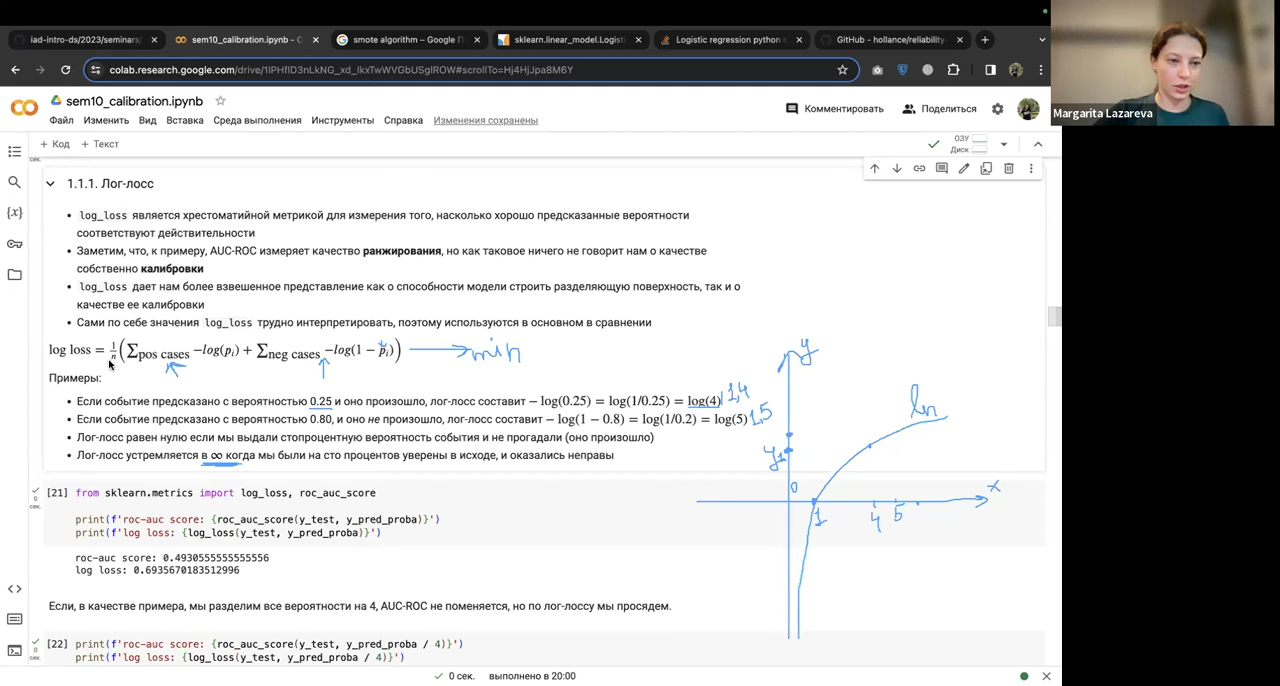 iad-intro-ds/2023/seminars/
sem10_calibration.ipynb - C
smote algorithm – Google П
sklearn.linear_model.Logist
Logistic regression python s
GitHub - hollance/reliability-
colab.research.google.com/drive/1IPHflD3nLkNG_xd_IkxTwWVGbUSglROW#scrollTo=Hj4HjJpa8M6Y
Margarita Lazareva
sem10_calibration.ipynb
Комментировать
Поделиться
Файл Изменить Вид Вставка Среда выполнения Инструменты Справка Изменения сохранены
+ Код + Текст
ОЗУ
Диск
сек.
1.1.1. Лог-лосс
• log_loss является хрестоматийной метрикой для измерения того, насколько хорошо предсказанные вероятности
соответствуют действительности
• Заметим, что, к примеру, AUC-ROC измеряет качество ранжирования, но как таковое ничего не говорит нам о качестве
собственно калибровки
• log_loss дает нам более взвешенное представление как о способности модели строить разделяющую поверхность, так и о
качестве ее калибровки
• Сами по себе значения log_loss трудно интерпретировать, поэтому используются в основном в сравнении
log loss = 1/n (∑pos cases −log(pi) + ∑neg cases −log(1 − pi)) → min
Примеры:
• Если событие предсказано с вероятностью 0.25 и оно произошло, лог-лосс составит − log(0.25) = log(1/0.25) = log(4) 1,4
• Если событие предсказано с вероятностью 0.80, и оно не произошло, лог-лосс составит − log(1 − 0.8) = log(1/0.2) = log(5) 1,5
• Лог-лосс равен нулю если мы выдали стопроцентную вероятность события и не прогадали (оно произошло)
• Лог-лосс устремляется в ∞ когда мы были на сто процентов уверены в исходе, и оказались неправы
y
ln
y1
0
x
1
4
5
[21] from sklearn.metrics import log_loss, roc_auc_score
0
сек.
print(f'roc-auc score: {roc_auc_score(y_test, y_pred_proba)}')
print(f'log loss: {log_loss(y_test, y_pred_proba)}')
roc-auc score: 0.4930555555555556
log loss: 0.6935670183512996
Если, в качестве примера, мы разделим все вероятности на 4, AUC-ROC не поменяется, но по лог-лоссу мы просядем.
[22] print(f'roc-auc score: {roc_auc_score(y_test, y_pred_proba / 4)}')
0
сек.
print(f'log loss: {log_loss(y_test, y_pred_proba / 4)}')
0 сек. выполнено в 20:00